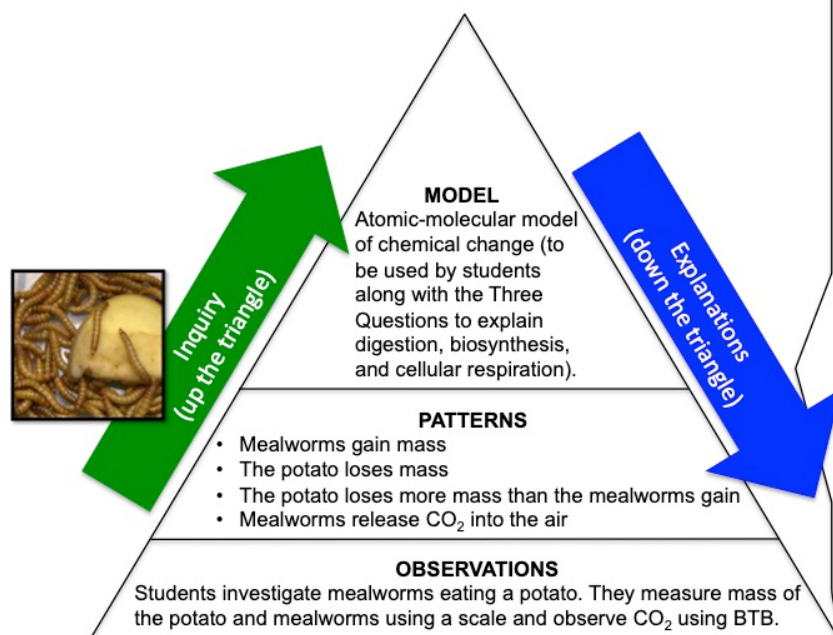 MODEL
Atomic-molecular model
of chemical change (to
be used by students
along with the Three
Questions to explain
digestion, biosynthesis,
and cellular respiration).
Inquiry
(up the triangle)
Explanations
(down the triangle)
PATTERNS
• Mealworms gain mass
• The potato loses mass
• The potato loses more mass than the mealworms gain
• Mealworms release CO₂ into the air
OBSERVATIONS
Students investigate mealworms eating a potato. They measure mass of
the potato and mealworms using a scale and observe CO₂ using BTB.